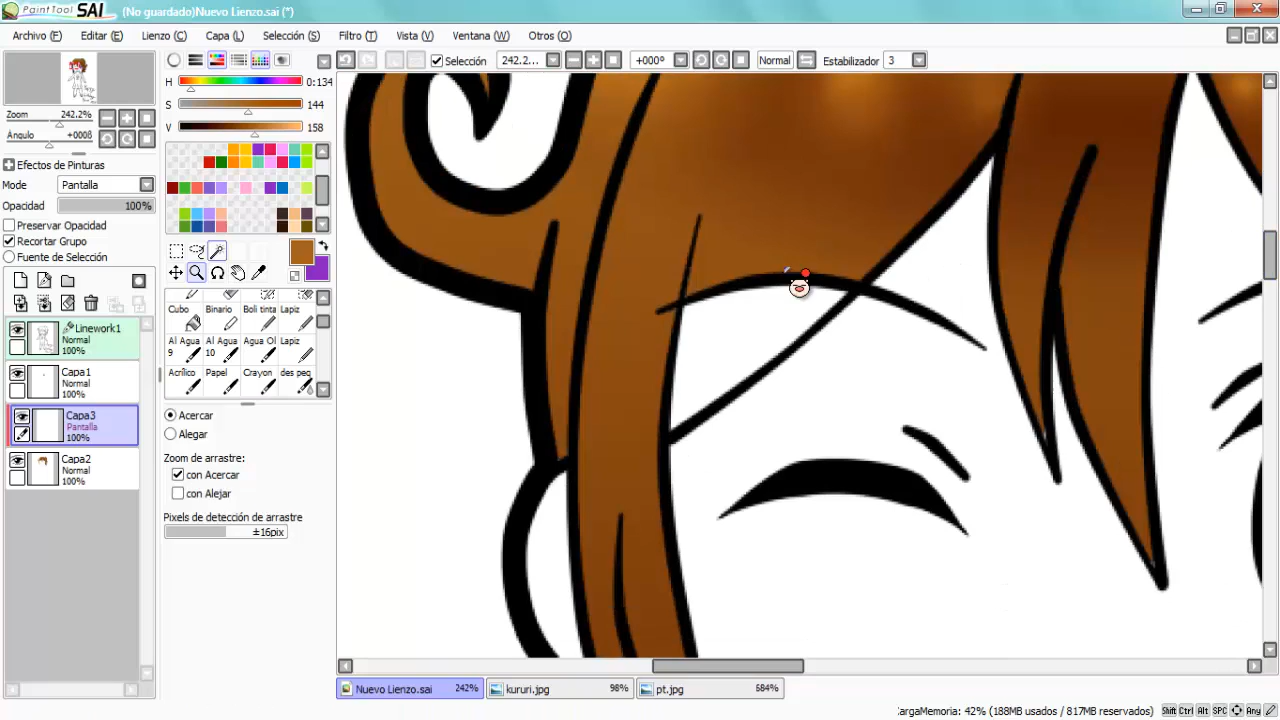 PaintTool SAI (No guardado)Nuevo Lienzo.sai (*)
Archivo (F) Editar (E) Lienzo (C) Capa (L) Selección (S) Filtro (T) Vista (V) Ventana (W) Otros (O)
Selección 242.2... +000º Normal Estabilizador 3
Zoom 242.2%
Ángulo +000ß
H 0:134
S 144
V 158
Efectos de Pinturas
Modo Pantalla
Opacidad 100%
Preservar Opacidad
Recortar Grupo
Fuente de Selección
Linework1
Normal
100%
Capa1
Normal
100%
Capa3
Pantalla
100%
Capa2
Normal
100%
Cubo Binario Boli tinta Lapiz
Al Agua 9 Al Agua 10 Agua Ol Lapiz
Acrílico Papel Crayon des peq
Acercar
Alegar
Zoom de arrastre:
con Acercar
con Alejar
Pixels de detección de arrastre
±16pix
Nuevo Lienzo.sai 242% kururi.jpg 98% pt.jpg 684%
argaMemoria: 42% (188MB usados / 817MB reservados) Shift Ctrl Alt SPC Any